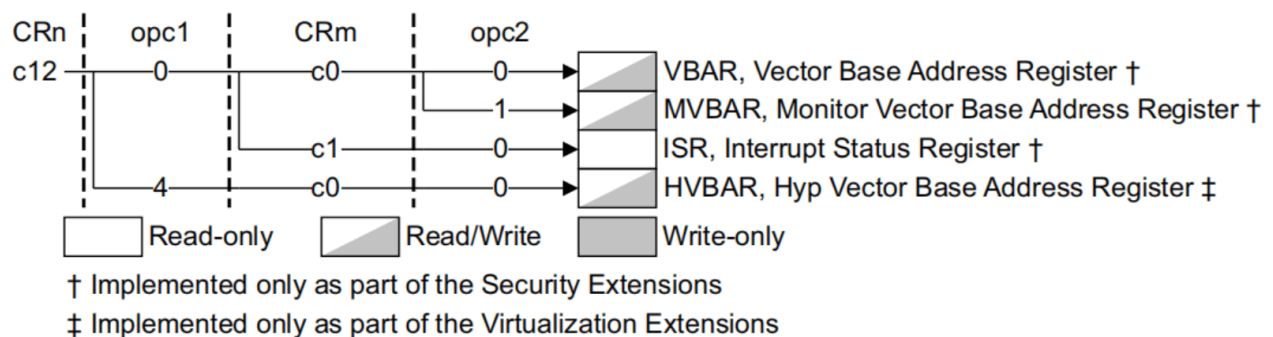 CRn opc1 CRm opc2
c12 0 c0 0 VBAR, Vector Base Address Register †
1 MVBAR, Monitor Vector Base Address Register †
c1 0 ISR, Interrupt Status Register †
4 c0 0 HVBAR, Hyp Vector Base Address Register ‡
Read-only Read/Write Write-only
† Implemented only as part of the Security Extensions
‡ Implemented only as part of the Virtualization Extensions